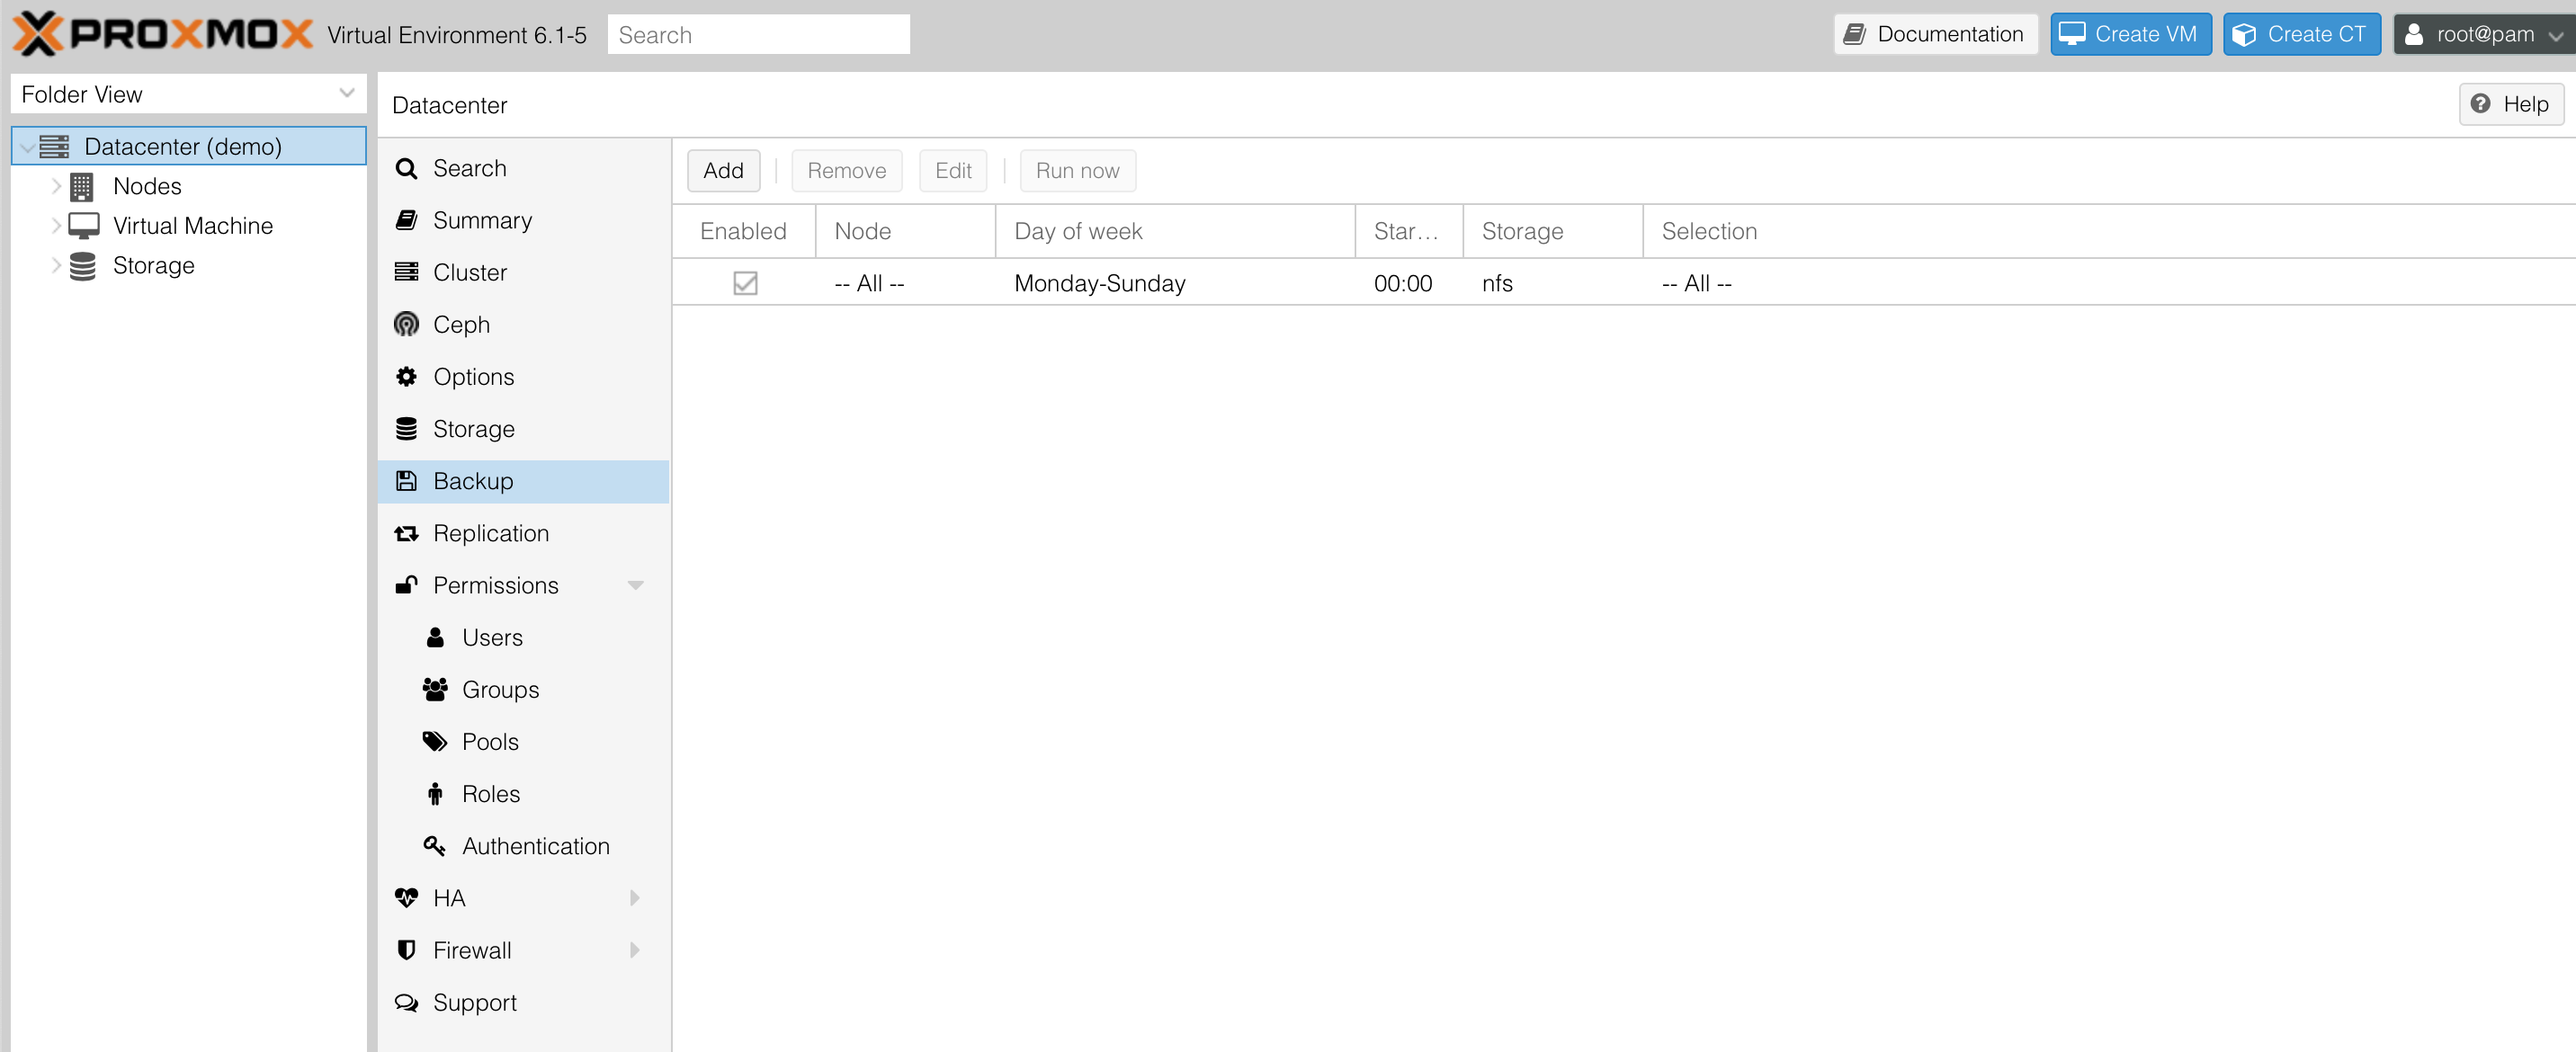 PROXMOX Virtual Environment 6.1-5 Search Documentation Create VM Create CT root@pam
Folder View
Datacenter (demo)
Nodes
Virtual Machine
Storage
Datacenter Help
Search
Summary
Cluster
Ceph
Options
Storage
Backup
Replication
Permissions
Users
Groups
Pools
Roles
Authentication
HA
Firewall
Support
Add Remove Edit Run now
Enabled Node Day of week Star... Storage Selection
-- All -- Monday-Sunday 00:00 nfs -- All --